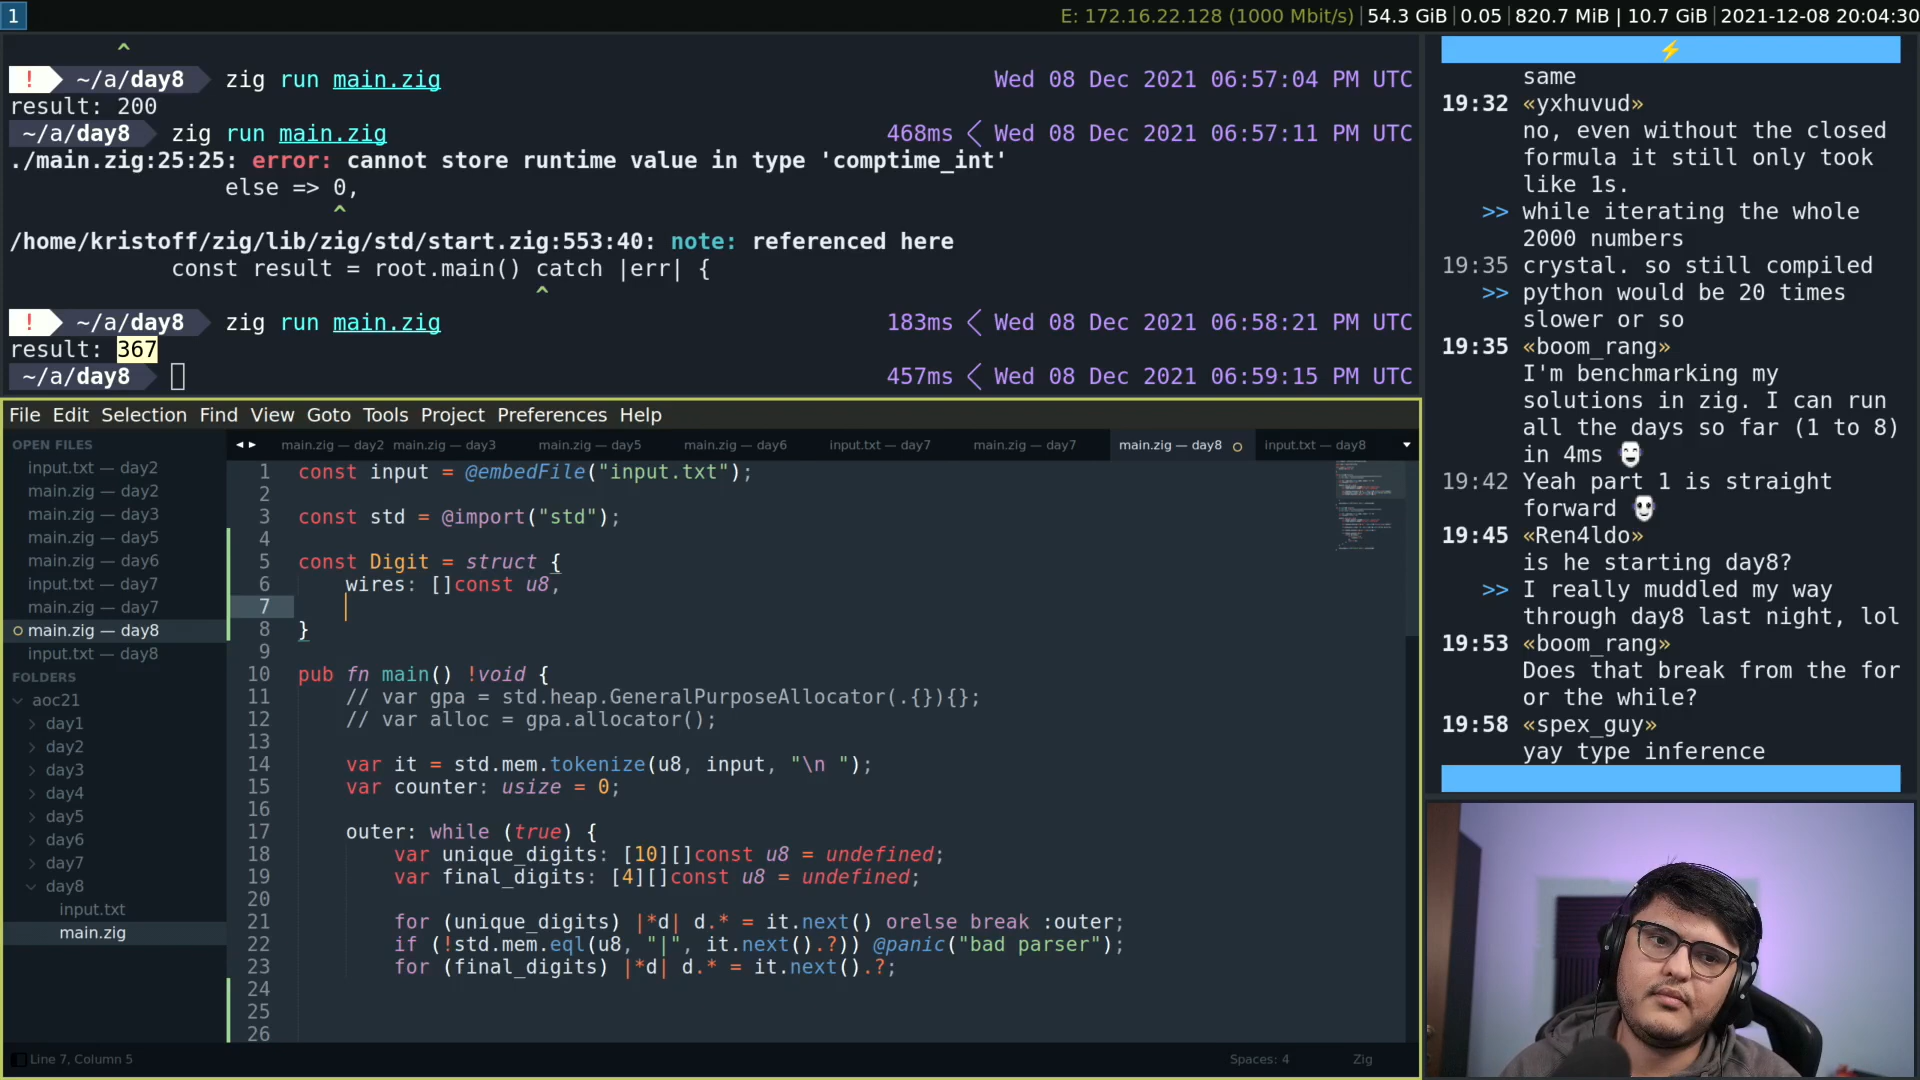 1
E: 172.16.22.128 (1000 Mbit/s) | 54.3 GiB | 0.05 | 820.7 MiB | 10.7 GiB | 2021-12-08 20:04:30
^
! ~/a/day8 zig run main.zig Wed 08 Dec 2021 06:57:04 PM UTC
result: 200
~/a/day8 zig run main.zig 468ms < Wed 08 Dec 2021 06:57:11 PM UTC
./main.zig:25:25: error: cannot store runtime value in type 'comptime_int'
else => 0,
^
/home/kristoff/zig/lib/zig/std/start.zig:553:40: note: referenced here
const result = root.main() catch |err| {
^
! ~/a/day8 zig run main.zig 183ms < Wed 08 Dec 2021 06:58:21 PM UTC
result: 367
~/a/day8 457ms < Wed 08 Dec 2021 06:59:15 PM UTC
File Edit Selection Find View Goto Tools Project Preferences Help
OPEN FILES
input.txt — day2
main.zig — day2
main.zig — day3
main.zig — day5
main.zig — day6
input.txt — day7
main.zig — day7
main.zig — day8
input.txt — day8
FOLDERS
aoc21
day1
day2
day3
day4
day5
day6
day7
day8
input.txt
main.zig
main.zig — day2 main.zig — day3 main.zig — day5 main.zig — day6 input.txt — day7 main.zig — day7 main.zig — day8 input.txt — day8
1 const input = @embedFile("input.txt");
2
3 const std = @import("std");
4
5 const Digit = struct {
6 wires: []const u8,
7
8 }
9
10 pub fn main() !void {
11 // var gpa = std.heap.GeneralPurposeAllocator(.{}){};
12 // var alloc = gpa.allocator();
13
14 var it = std.mem.tokenize(u8, input, "\n ");
15 var counter: usize = 0;
16
17 outer: while (true) {
18 var unique_digits: [10][]const u8 = undefined;
19 var final_digits: [4][]const u8 = undefined;
20
21 for (unique_digits) |*d| d.* = it.next() orelse break :outer;
22 if (!std.mem.eql(u8, "|", it.next().?)) @panic("bad parser");
23 for (final_digits) |*d| d.* = it.next().?;
24
25
26
Line 7, Column 5 Spaces: 4 Zig
⚡
same
19:32 «yxhuvud»
no, even without the closed
formula it still only took
like 1s.
>> while iterating the whole
2000 numbers
19:35 crystal. so still compiled
>> python would be 20 times
slower or so
19:35 «boom_rang»
I'm benchmarking my
solutions in zig. I can run
all the days so far (1 to 8)
in 4ms
19:42 Yeah part 1 is straight
forward
19:45 «Ren4ldo»
is he starting day8?
>> I really muddled my way
through day8 last night, lol
19:53 «boom_rang»
Does that break from the for
or the while?
19:58 «spex_guy»
yay type inference